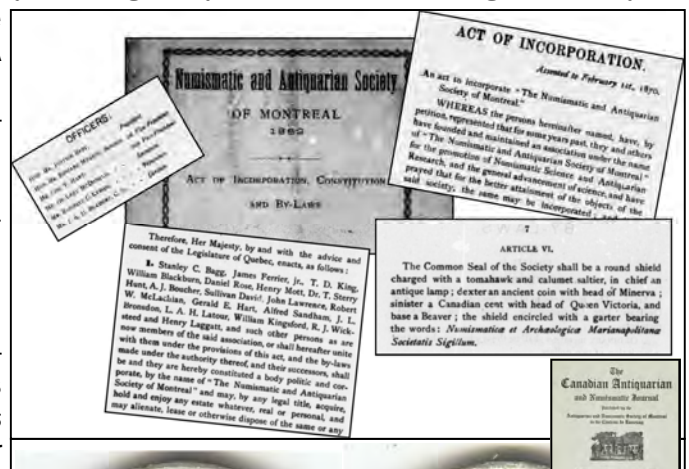 Numismatic and Antiquarian Society
OF MONTREAL
ACT OF INCORPORATION, CONSTITUTION
AND BY-LAWS
ACT OF INCORPORATION.
Assented to February 1st, 1870.
An act to incorporate "The Numismatic and Antiquarian
Society of Montreal."
WHEREAS the persons hereinafter named, have, by
petition, represented that for some years past, they and others
have founded and maintained an association under the name
of "The Numismatic and Antiquarian Society of Montreal"
for the promotion of Numismatic Science and Antiquarian
Research, and the general advancement of science, and have
prayed that for the better attainment of the objects of the
said society, the same may be incorporated; and
OFFICERS:
President
Therefore, Her Majesty, by and with the advice and
consent of the Legislature of Quebec, enacts, as follows:
1. Stanley C. Bagg, James Ferrier, Jr., T. D. King,
William Blackburn, Daniel Rose, Henry Mott, Dr. T. Sterry
Hunt, A. J. Boucher, Sullivan David, John Lawrence, Robert
W. McLachlan, Gerald E. Hart, Alfred Sandham, J. L.
Bronsdon, L. A. H. Latour, William Kingsford, R. J. Wick-
steed and Henry Laggatt, and such other persons as are
now members of the said association, or shall hereafter unite
with them under the provisions of this act, and the by-laws
made under the authority thereof, and their successors, shall
be and they are hereby constituted a body politic and cor-
porate, by the name of "The Numismatic and Antiquarian
Society of Montreal" and may, by any legal title, acquire,
hold and enjoy any estate whatever, real or personal, and
may alienate, lease or otherwise dispose of the same or any
7
ARTICLE VI.
The Common Seal of the Society shall be a round shield
charged with a tomahawk and calumet saltier, in chief an
antique lamp; dexter an ancient coin with head of Minerva;
sinister a Canadian cent with head of Queen Victoria, and
base a Beaver; the shield encircled with a garter bearing
the words: Numismaticæ et Archæologicæ Marianapolitanæ
Societatis Sigillum.
The
Canadian Antiquarian
and Numismatic Journal